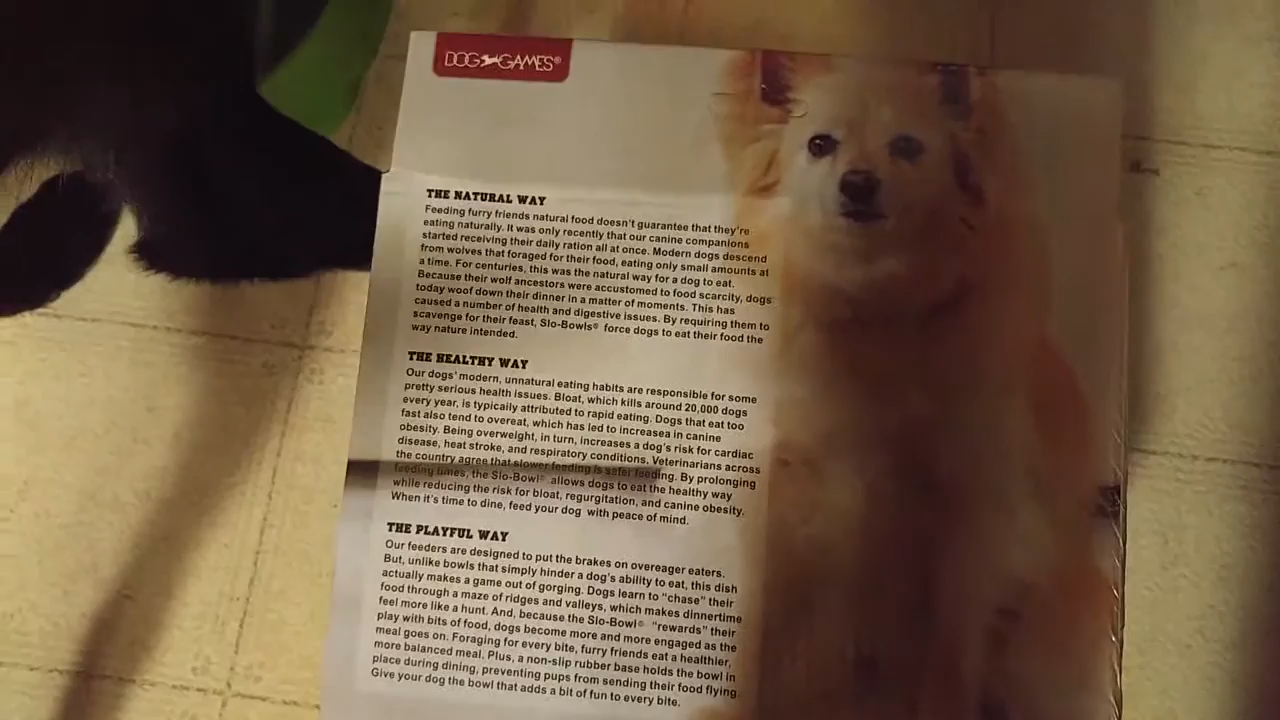 DOG GAMES®
THE NATURAL WAY
Feeding furry friends natural food doesn't guarantee that they're
eating naturally. It was only recently that our canine companions
started receiving their daily ration all at once. Modern dogs descend
from wolves that foraged for their food, eating only small amounts at
a time. For centuries, this was the natural way for a dog to eat.
Because their wolf ancestors were accustomed to food scarcity, dogs
today woof down their dinner in a matter of moments. This has
caused a number of health and digestive issues. By requiring them to
scavenge for their feast, Slo-Bowls® force dogs to eat their food the
way nature intended.
THE HEALTHY WAY
Our dogs' modern, unnatural eating habits are responsible for some
pretty serious health issues. Bloat, which kills around 20,000 dogs
every year, is typically attributed to rapid eating. Dogs that eat too
fast also tend to overeat, which has led to increasea in canine
obesity. Being overweight, in turn, increases a dog's risk for cardiac
disease, heat stroke, and respiratory conditions. Veterinarians across
the country agree that slower feeding is safer feeding. By prolonging
feeding times, the Slo-Bowl® allows dogs to eat the healthy way
while reducing the risk for bloat, regurgitation, and canine obesity.
When it's time to dine, feed your dog with peace of mind.
THE PLAYFUL WAY
Our feeders are designed to put the brakes on overeager eaters.
But, unlike bowls that simply hinder a dog's ability to eat, this dish
actually makes a game out of gorging. Dogs learn to "chase" their
food through a maze of ridges and valleys, which makes dinnertime
feel more like a hunt. And, because the Slo-Bowl® "rewards" their
play with bits of food, dogs become more and more engaged as the
meal goes on. Foraging for every bite, furry friends eat a healthier,
more balanced meal. Plus, a non-slip rubber base holds the bowl in
place during dining, preventing pups from sending their food flying.
Give your dog the bowl that adds a bit of fun to every bite.